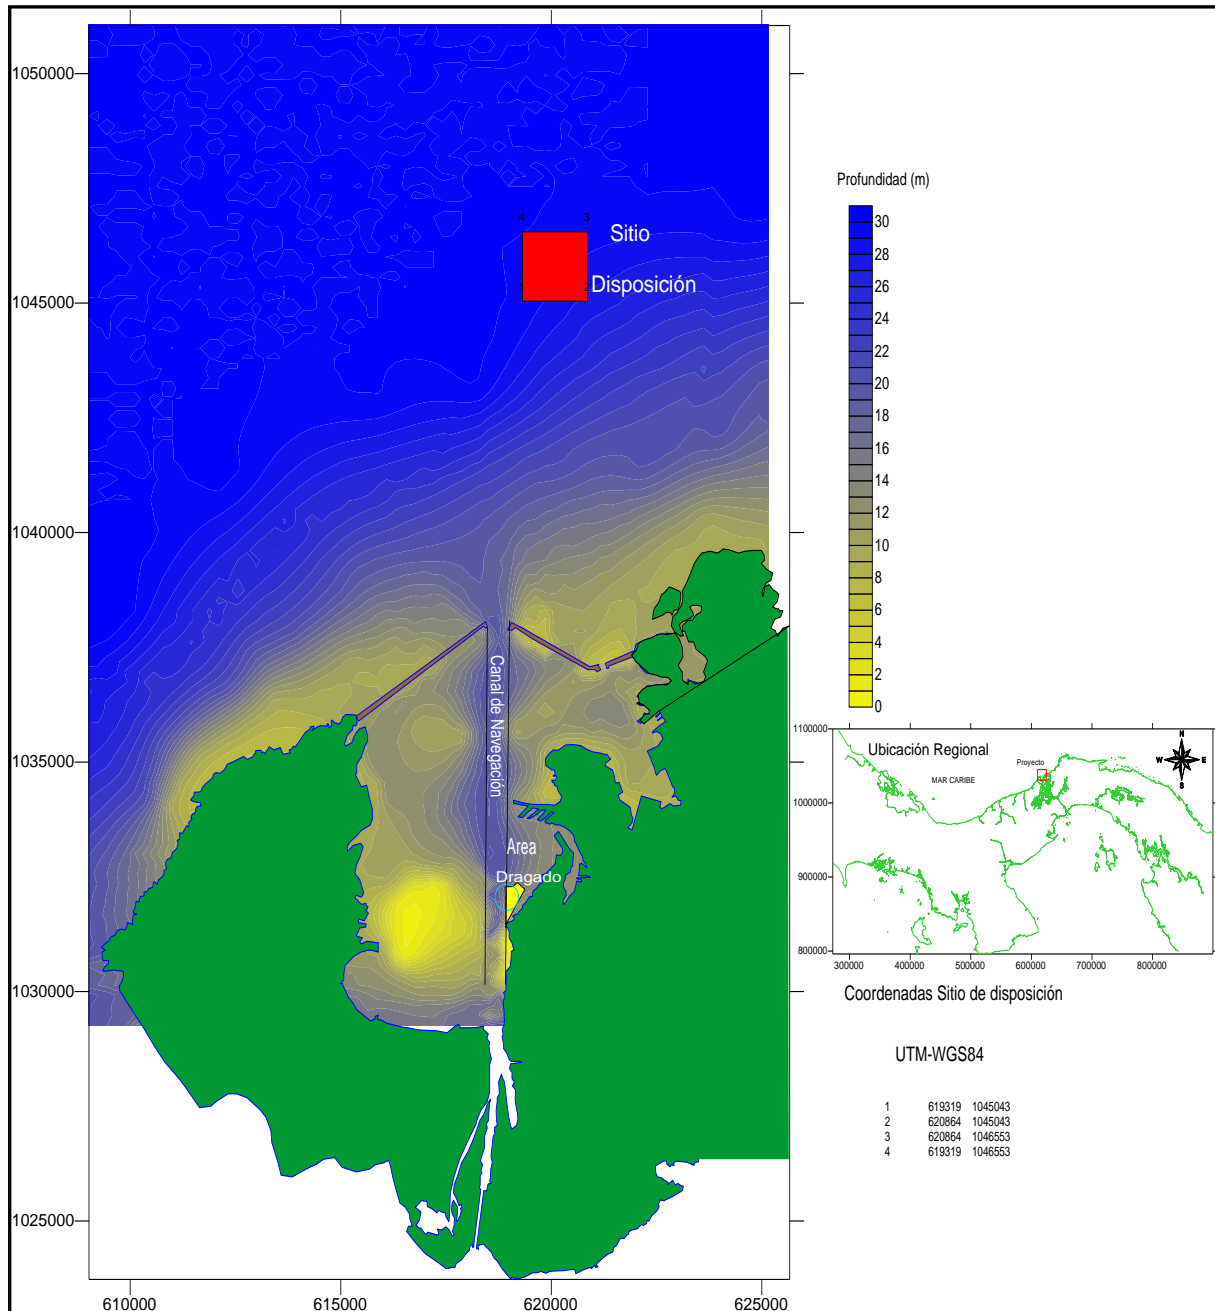 1050000
1045000
1040000
1035000
1030000
1025000
610000
615000
620000
625000
4 3
2
Sitio
Disposición
Canal de Navegación
Area
Dragado
Profundidad (m)
30
28
26
24
22
20
18
16
14
12
10
8
6
4
2
0
Ubicación Regional
MAR CARIBE
Proyecto
N
W E
S
1100000
1000000
900000
800000
300000 400000 500000 600000 700000 800000
Coordenadas Sitio de disposición
UTM-WGS84
1 619319 1045043
2 620864 1045043
3 620864 1046553
4 619319 1046553